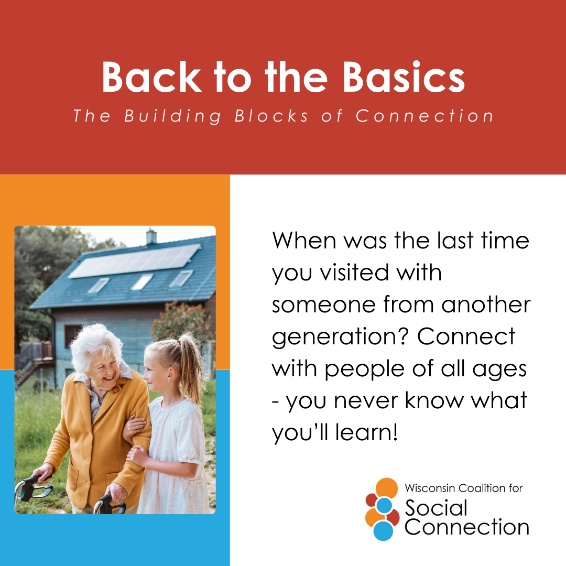 Back to the Basics
The Building Blocks of Connection
When was the last time
you visited with
someone from another
generation? Connect
with people of all ages
- you never know what
you'll learn!
Wisconsin Coalition for
Social
Connection